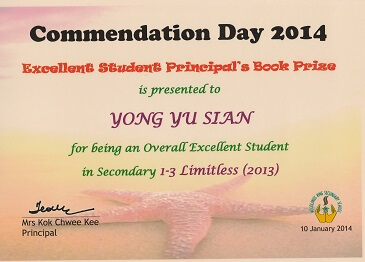 Commendation Day 2014
Excellent Student Principal's Book Prize
is presented to
YONG YU SIAN
for being an Overall Excellent Student
in Secondary 1-3 Limitless (2013)
Mrs Kok Chwee Kee
Principal
10 January 2014